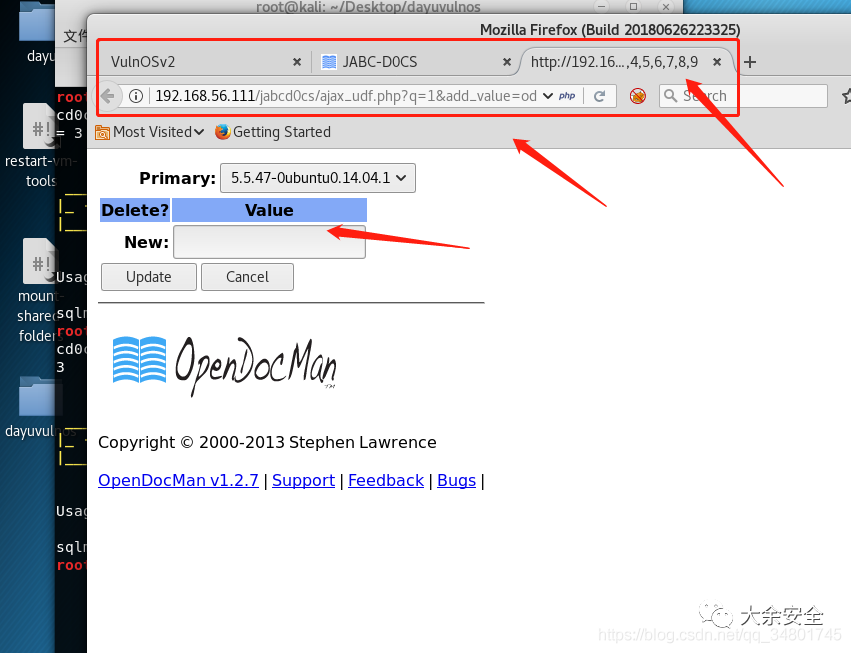 root@kali: ~/Desktop/dayuvulnos
Mozilla Firefox (Build 20180626223325)
文件
dayu
VulnOSv2 × JABC-D0CS × http://192.16...,4,5,6,7,8,9 × +
192.168.56.111/jabcd0cs/ajax_udf.php?q=1&add_value=od php Search
Most Visited Getting Started
root
cd0c
= 3
restart-vm-
tools
Primary: 5.5.47-0ubuntu0.14.04.1
Delete? Value
New:
Update Cancel
Usag
mount-
shared
folders
sqlm
root
cd0c
3
OpenDocMan™
dayuvulnos
Copyright © 2000-2013 Stephen Lawrence
OpenDocMan v1.2.7 | Support | Feedback | Bugs |
Usag
sqlm
root
大余安全
https://blog.csdn.net/qq_34801745